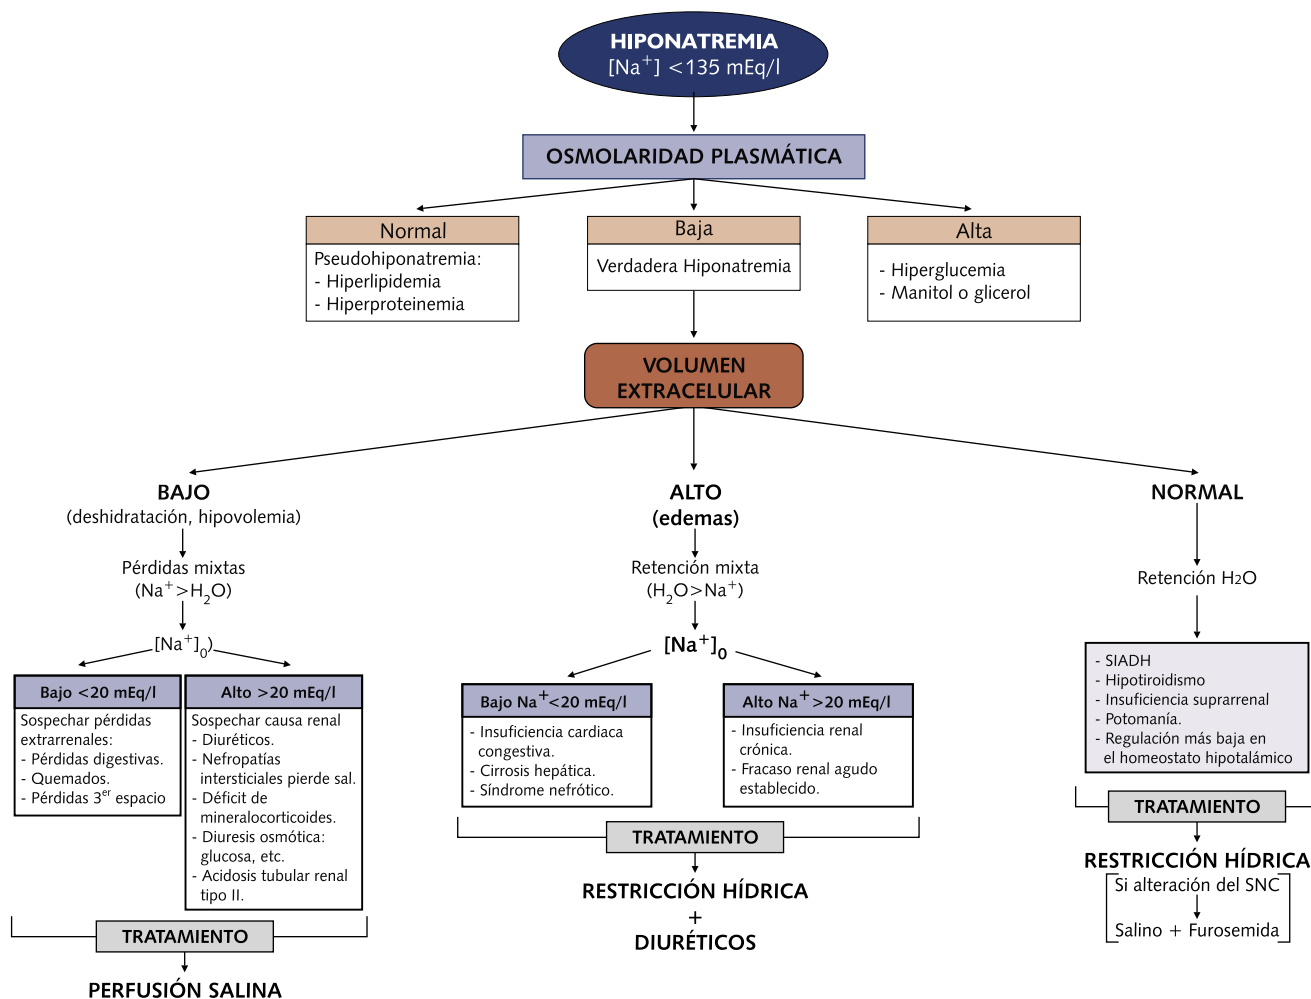 HIPONATREMIA
[Na+] <135 mEq/l
OSMOLARIDAD PLASMÁTICA
Normal
Pseudohiponatremia:
- Hiperlipidemia
- Hiperproteinemia
Baja
Verdadera Hiponatremia
Alta
- Hiperglucemia
- Manitol o glicerol
VOLUMEN
EXTRACELULAR
BAJO
(deshidratación, hipovolemia)
Pérdidas mixtas
(Na+>H2O)
[Na+]0)
Bajo <20 mEq/l
Sospechar pérdidas
extrarrenales:
- Pérdidas digestivas.
- Quemados.
- Pérdidas 3er espacio
Alto >20 mEq/l
Sospechar causa renal
- Diuréticos.
- Nefropatías
intersticiales pierde sal.
- Déficit de
mineralocorticoides.
- Diuresis osmótica:
glucosa, etc.
- Acidosis tubular renal
tipo II.
TRATAMIENTO
PERFUSIÓN SALINA
ALTO
(edemas)
Retención mixta
(H2O>Na+)
[Na+]0
Bajo Na+<20 mEq/l
- Insuficiencia cardiaca
congestiva.
- Cirrosis hepática.
- Síndrome nefrótico.
Alto Na+ >20 mEq/l
- Insuficiencia renal
crónica.
- Fracaso renal agudo
establecido.
TRATAMIENTO
RESTRICCIÓN HÍDRICA
+
DIURÉTICOS
NORMAL
Retención H2O
- SIADH
- Hipotiroidismo
- Insuficiencia suprarrenal
- Potomanía.
- Regulación más baja en
el homeostato hipotalámico
TRATAMIENTO
RESTRICCIÓN HÍDRICA
Si alteración del SNC
Salino + Furosemida